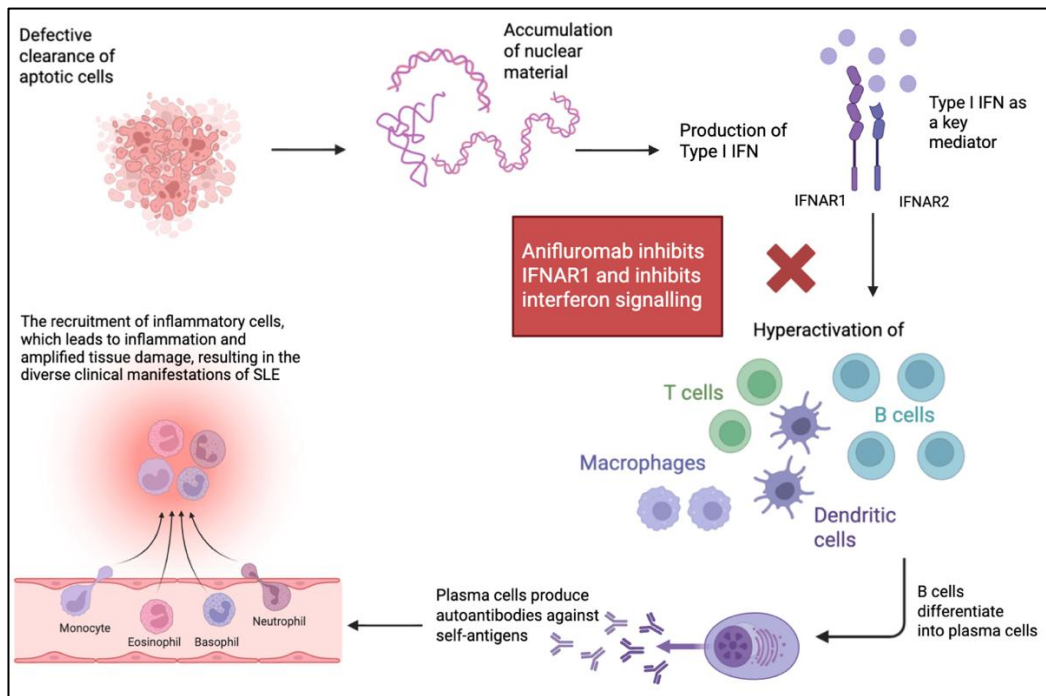 Defective
clearance of
aptotic cells
Accumulation
of nuclear
material
Production of
Type I IFN
Type I IFN as
a key
mediator
IFNAR1
IFNAR2
Anifluromab inhibits
IFNAR1 and inhibits
interferon signalling
Hyperactivation of
T cells
B cells
Macrophages
Dendritic
cells
B cells
differentiate
into plasma cells
Plasma cells produce
autoantibodies against
self-antigens
The recruitment of inflammatory cells,
which leads to inflammation and
amplified tissue damage, resulting in the
diverse clinical manifestations of SLE
Monocyte
Eosinophil
Basophil
Neutrophil